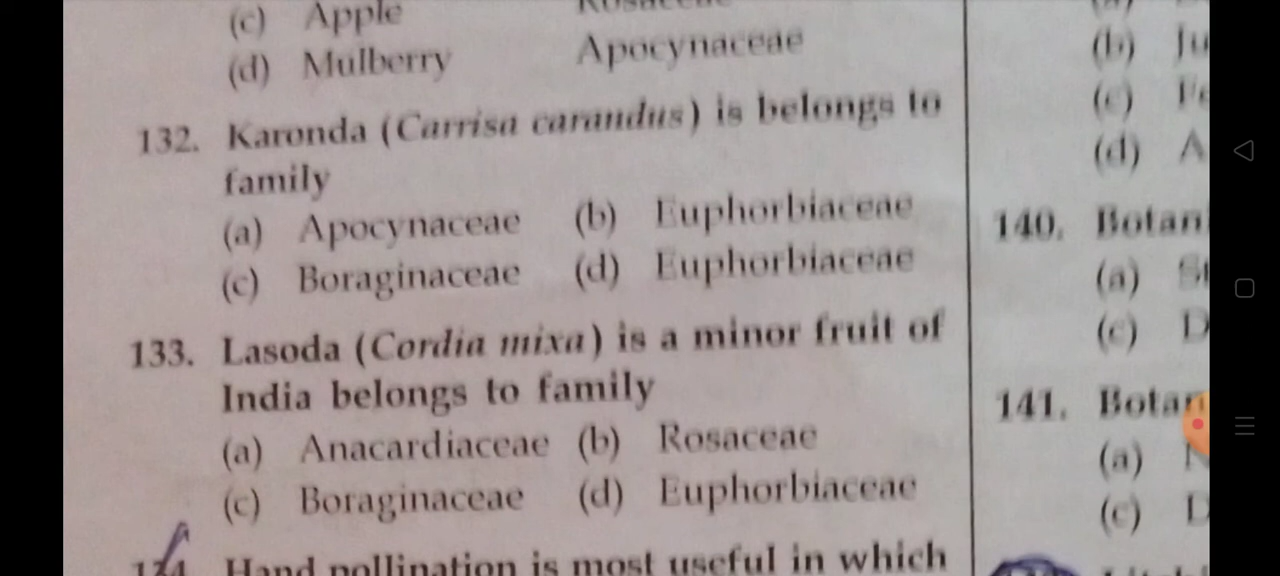 (c) Apple
(d) Mulberry Apocynaceae
132. Karonda (Carrisa carandus) is belongs to
family
(a) Apocynaceae (b) Euphorbiaceae
(c) Boraginaceae (d) Euphorbiaceae
133. Lasoda (Cordia mixa) is a minor fruit of
India belongs to family
(a) Anacardiaceae (b) Rosaceae
(c) Boraginaceae (d) Euphorbiaceae
Hand pollination is most useful in which
(b)
(c)
(d)
140.
(a)
(c)
141.
(a)
(c)